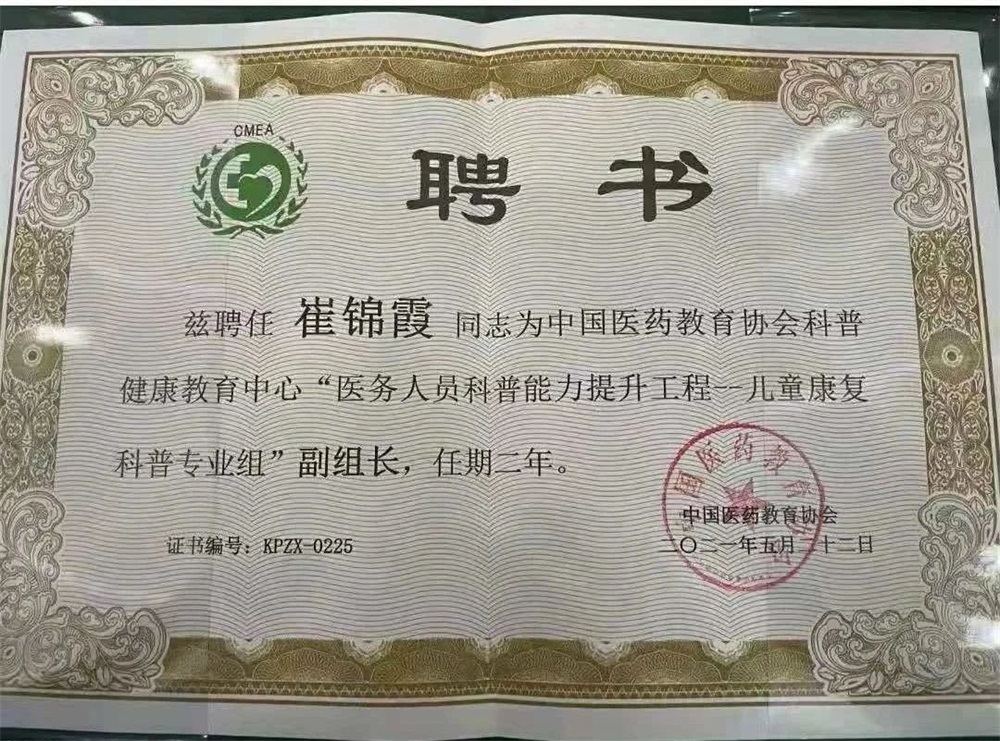 CMEA
聘书
兹聘任 崔锦霞 同志为中国医药教育协会科普
健康教育中心“医务人员科普能力提升工程--儿童康复
科普专业组”副组长，任期二年。
中国医药教育协会
证书编号：KPZX-0225
二〇二一年五月二十二日